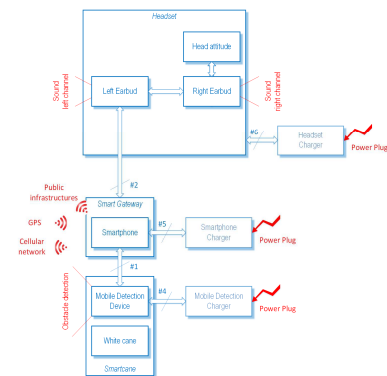 Headset
Head attitude
Sound
left channel
Left Earbud
Right Earbud
Sound
right channel
#6
Headset
Charger
Power Plug
#2
Public
infrastructures
Smart Gateway
GPS
Smartphone
#5
Smartphone
Charger
Power Plug
Cellular
network
#1
Obstacle detection
Mobile Detection
Device
#4
Mobile Detection
Charger
Power Plug
White cane
Smartcane